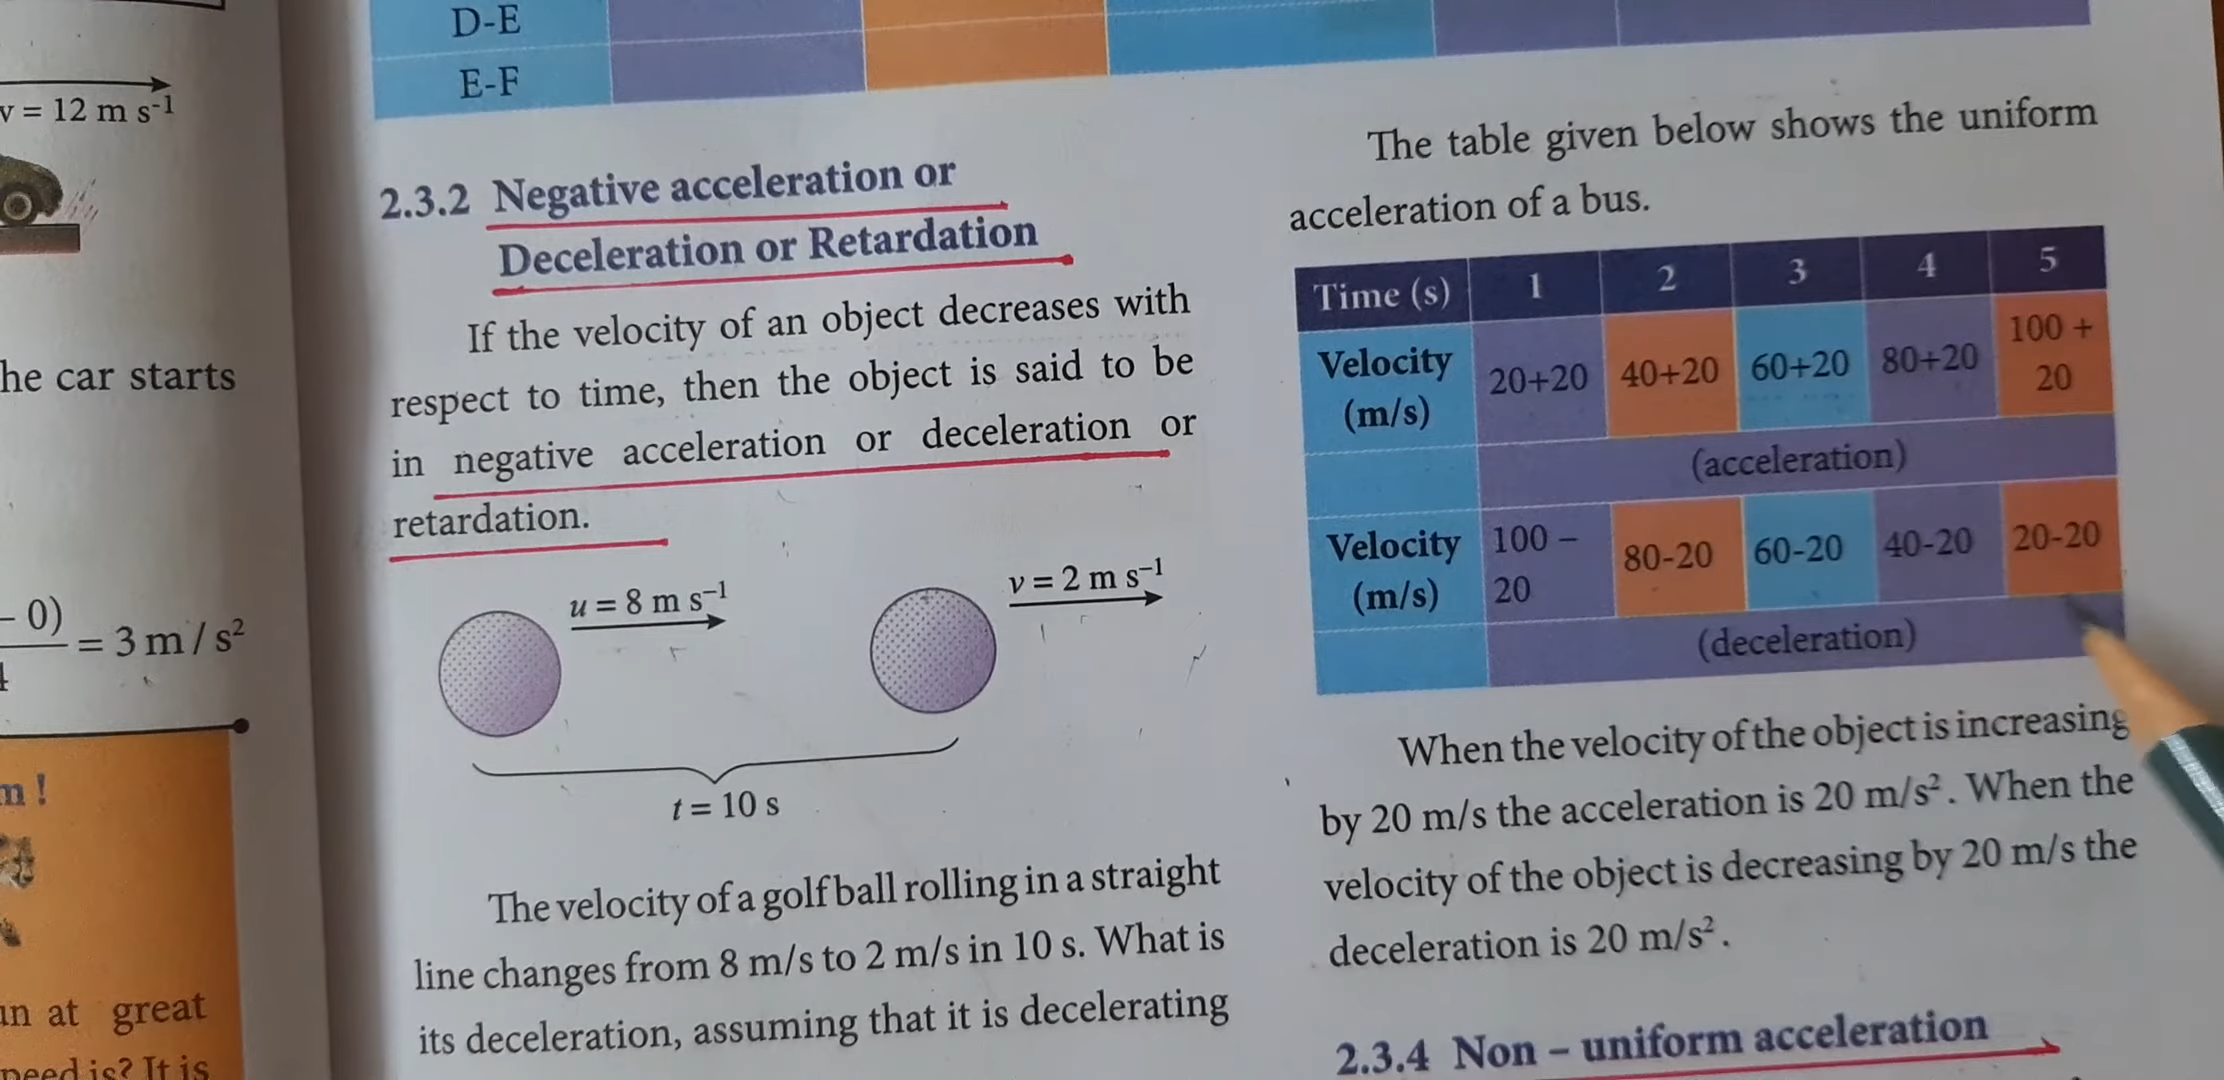 v = 12 m s⁻¹
he car starts
– 0)
= 3 m / s²
4
m !
un at great
need is? It is
D-E
E-F
2.3.2 Negative acceleration or
Deceleration or Retardation
If the velocity of an object decreases with
respect to time, then the object is said to be
in negative acceleration or deceleration or
retardation.
u = 8 m s⁻¹
v = 2 m s⁻¹
t = 10 s
The velocity of a golf ball rolling in a straight
line changes from 8 m/s to 2 m/s in 10 s. What is
its deceleration, assuming that it is decelerating
The table given below shows the uniform
acceleration of a bus.
Time (s) 1 2 3 4 5
Velocity (m/s) 20+20 40+20 60+20 80+20 100 + 20
(acceleration)
Velocity (m/s) 100 – 20 80-20 60-20 40-20 20-20
(deceleration)
When the velocity of the object is increasing
by 20 m/s the acceleration is 20 m/s². When the
velocity of the object is decreasing by 20 m/s the
deceleration is 20 m/s².
2.3.4 Non – uniform acceleration